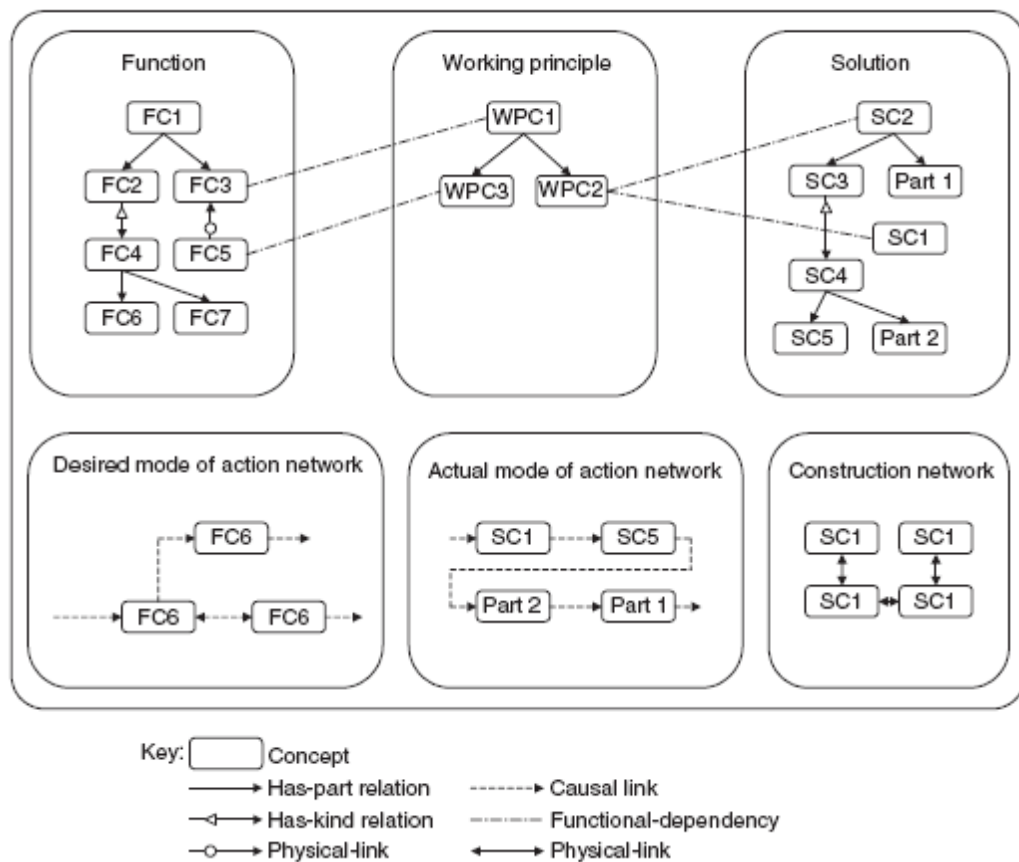 Function
Working principle
Solution
FC1
WPC1
SC2
FC2
FC3
WPC3
WPC2
SC3
Part 1
FC4
FC5
SC1
SC4
FC6
FC7
SC5
Part 2
Desired mode of action network
Actual mode of action network
Construction network
FC6
SC1
SC5
SC1
SC1
FC6
FC6
Part 2
Part 1
SC1
SC1
Key:
Concept
Has-part relation
Causal link
Has-kind relation
Functional-dependency
Physical-link
Physical-link